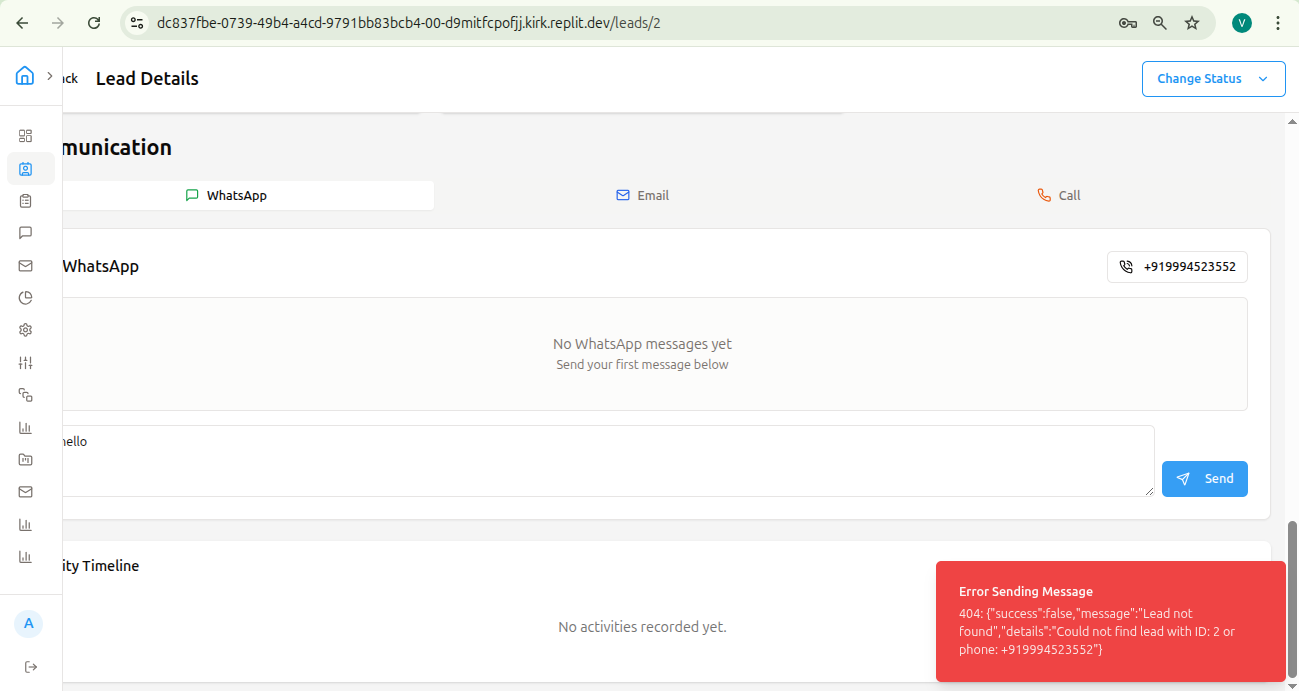 dc837fbe-0739-49b4-a4cd-9791bb83bcb4-00-d9mitfcpofjj.kirk.replit.dev/leads/2
V
ck Lead Details
Change Status
munication
WhatsApp
Email
Call
WhatsApp
+919994523552
No WhatsApp messages yet
Send your first message below
hello
Send
ity Timeline
No activities recorded yet.
Error Sending Message
404: {"success":false,"message":"Lead not
found","details":"Could not find lead with ID: 2 or
phone: +919994523552"}
A